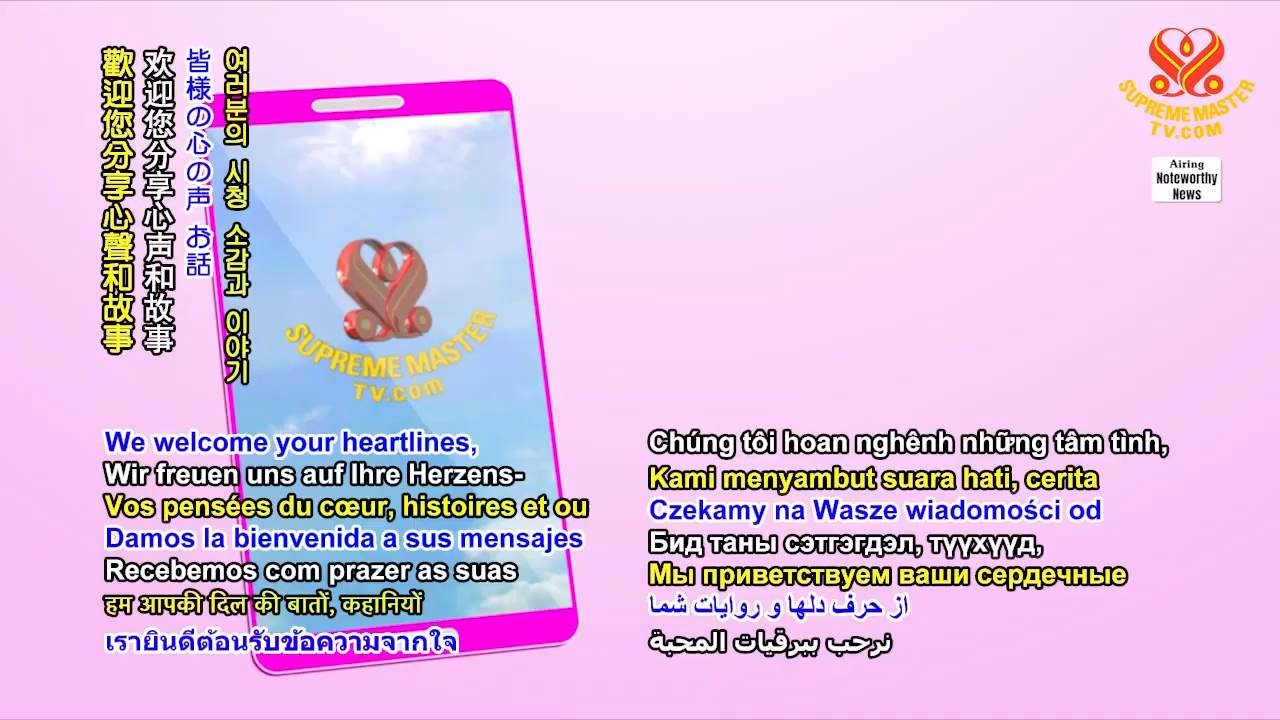 歡迎您分享心聲和故事
欢迎您分享心声和故事
皆様の心の声 お話
여러분의 시청 소감과 이야기
SUPREME MASTER
TV.COM
Airing
Noteworthy
News
SUPREME MASTER
TV.com
We welcome your heartlines,
Wir freuen uns auf Ihre Herzens-
Vos pensées du cœur, histoires et ou
Damos la bienvenida a sus mensajes
Recebemos com prazer as suas
हम आपकी दिल की बातों, कहानियों
เรายินดีต้อนรับข้อความจากใจ
Chúng tôi hoan nghênh những tâm tình,
Kami menyambut suara hati, cerita
Czekamy na Wasze wiadomości od
Бид таны сэтгэгдэл, түүхүүд,
Мы приветствуем ваши сердечные
از حرف دلها و روایات شما
نرحب ببرقيات المحبة